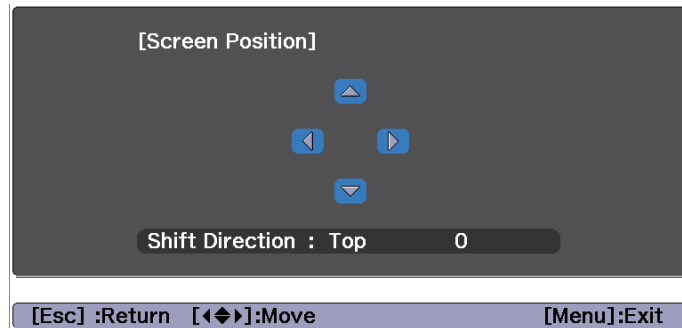 [Screen Position]
Shift Direction : Top 0
[Esc] :Return [◀◆▶]:Move [Menu]:Exit